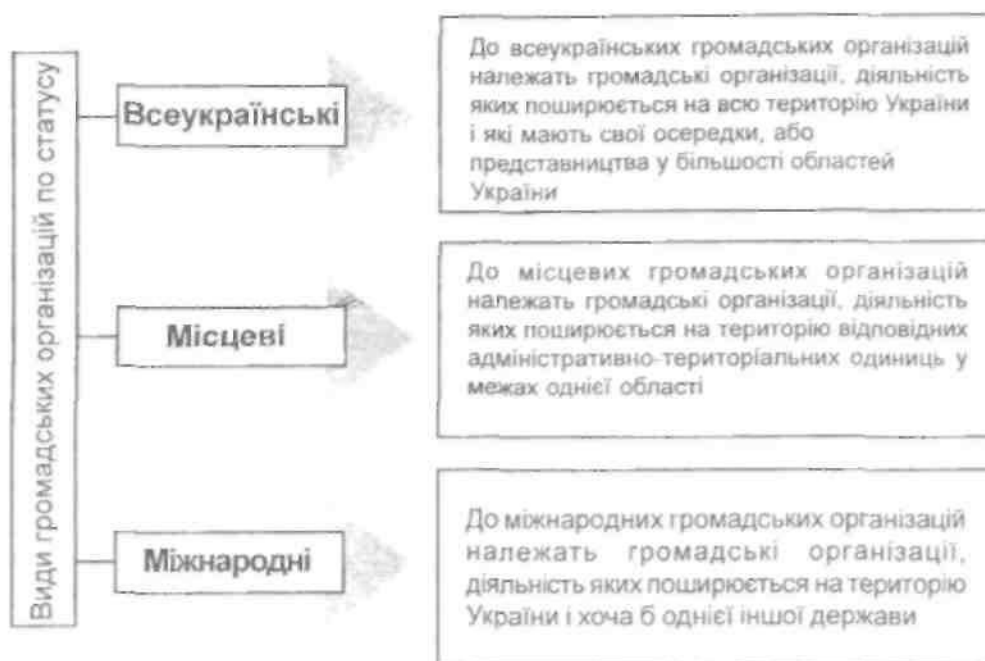 Види громадських організацій по статусу
Всеукраїнські
До всеукраїнських громадських організацій
належать громадські організації, діяльність
яких поширюється на всю територію України
і які мають свої осередки, або
представництва у більшості областей
України
Місцеві
До місцевих громадських організацій
належать громадські організації, діяльність
яких поширюється на територію відповідних
адміністративно-територіальних одиниць у
межах однієї області
Міжнародні
До міжнародних громадських організацій
належать громадські організації,
діяльність яких поширюється на територію
України і хоча б однієї іншої держави